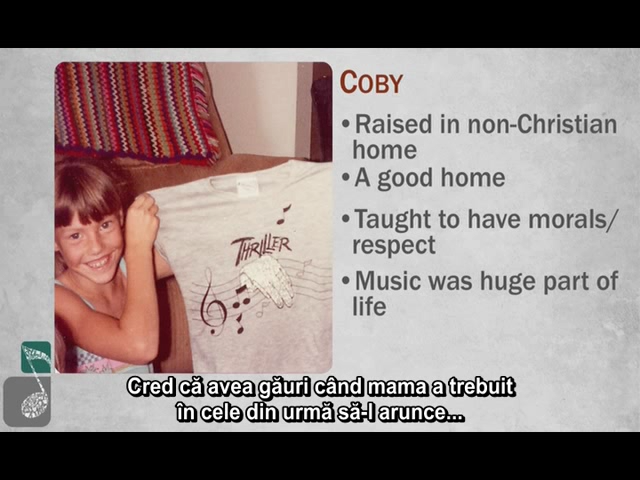 COBY
•Raised in non-Christian
home
•A good home
•Taught to have morals/
respect
•Music was huge part of
life
THRILLER
Cred că avea găuri când mama a trebuit
în cele din urmă să-l arunce...